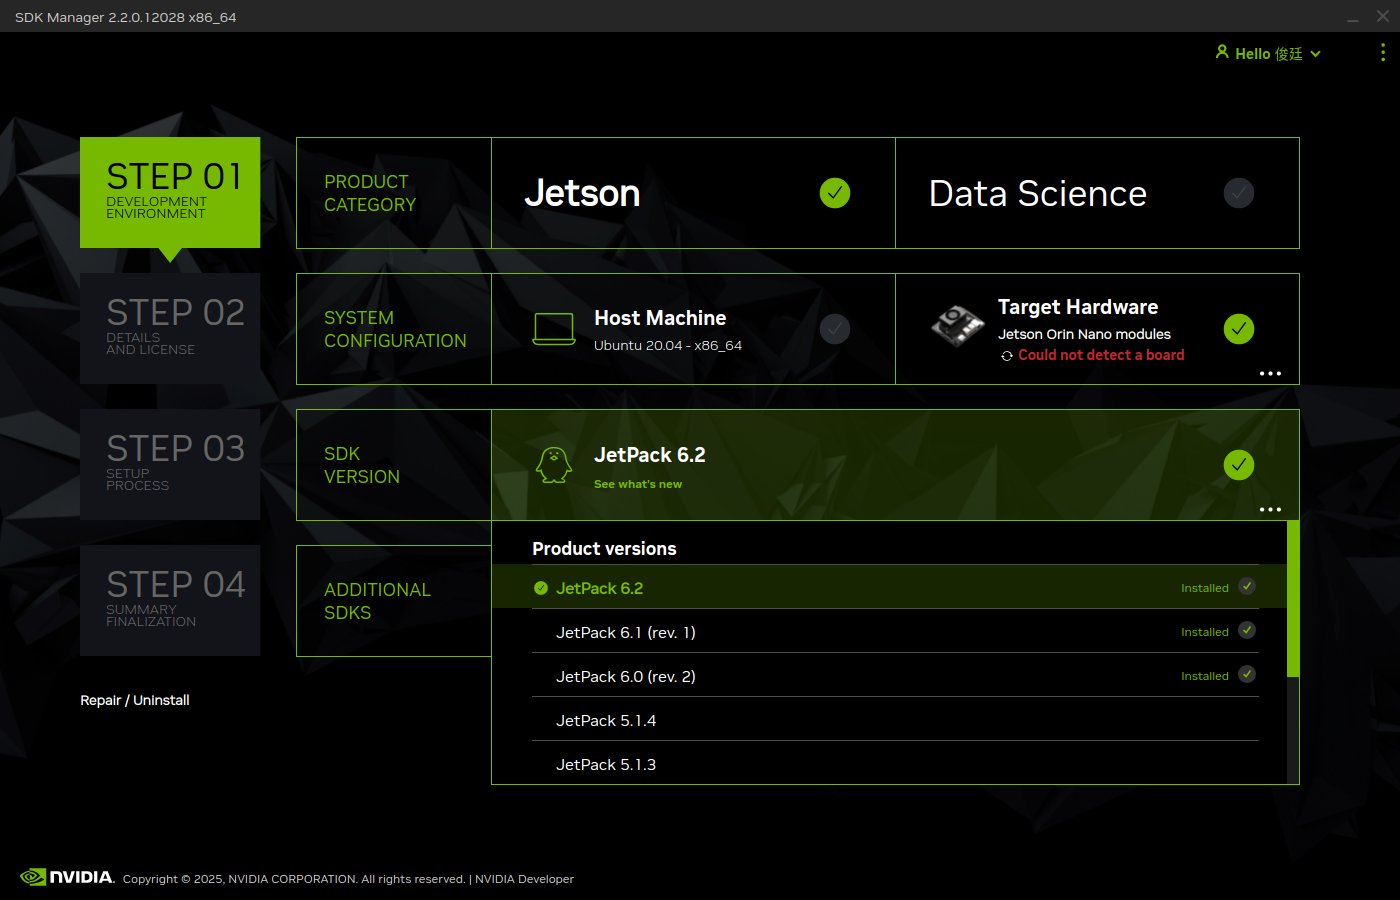 SDK Manager 2.2.0.12028 x86_64
Hello 俊廷
STEP 01
DEVELOPMENT
ENVIRONMENT
PRODUCT
CATEGORY
Jetson
Data Science
STEP 02
DETAILS
AND LICENSE
SYSTEM
CONFIGURATION
Host Machine
Ubuntu 20.04 - x86_64
Target Hardware
Jetson Orin Nano modules
Could not detect a board
STEP 03
SETUP
PROCESS
SDK
VERSION
JetPack 6.2
See what's new
Product versions
JetPack 6.2 Installed
JetPack 6.1 (rev. 1) Installed
JetPack 6.0 (rev. 2) Installed
JetPack 5.1.4
JetPack 5.1.3
STEP 04
SUMMARY
FINALIZATION
ADDITIONAL
SDKS
Repair / Uninstall
NVIDIA. Copyright © 2025, NVIDIA CORPORATION. All rights reserved. | NVIDIA Developer